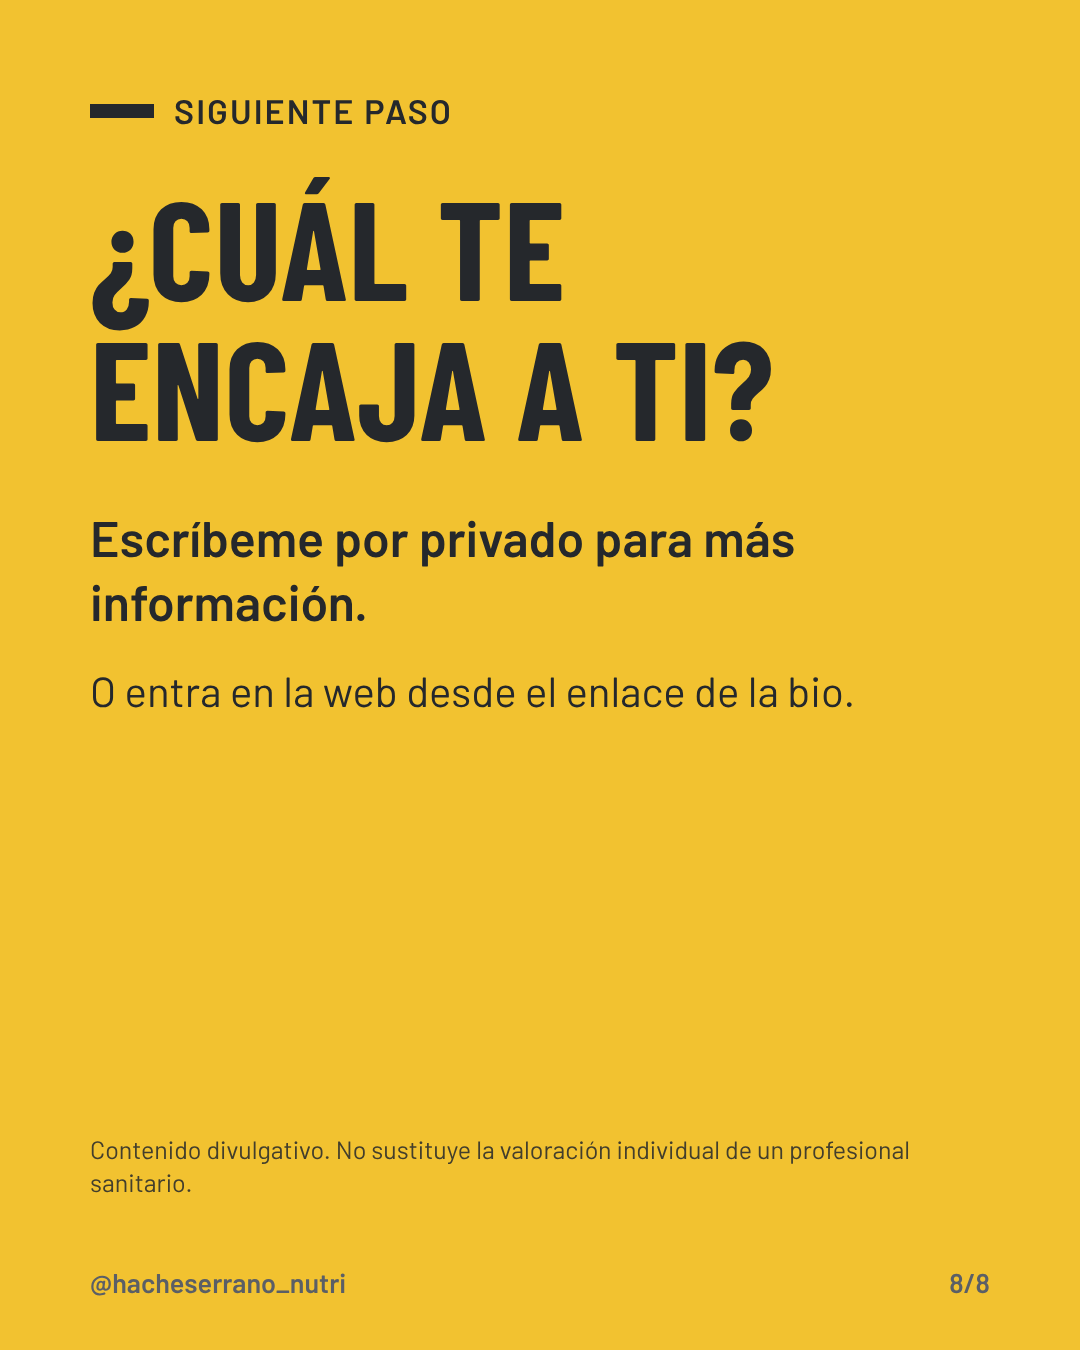 SIGUIENTE PASO
¿CUÁL TE
ENCAJA A TI?
Escríbeme por privado para más
información.
O entra en la web desde el enlace de la bio.
Contenido divulgativo. No sustituye la valoración individual de un profesional
sanitario.
@hacheserrano_nutri
8/8